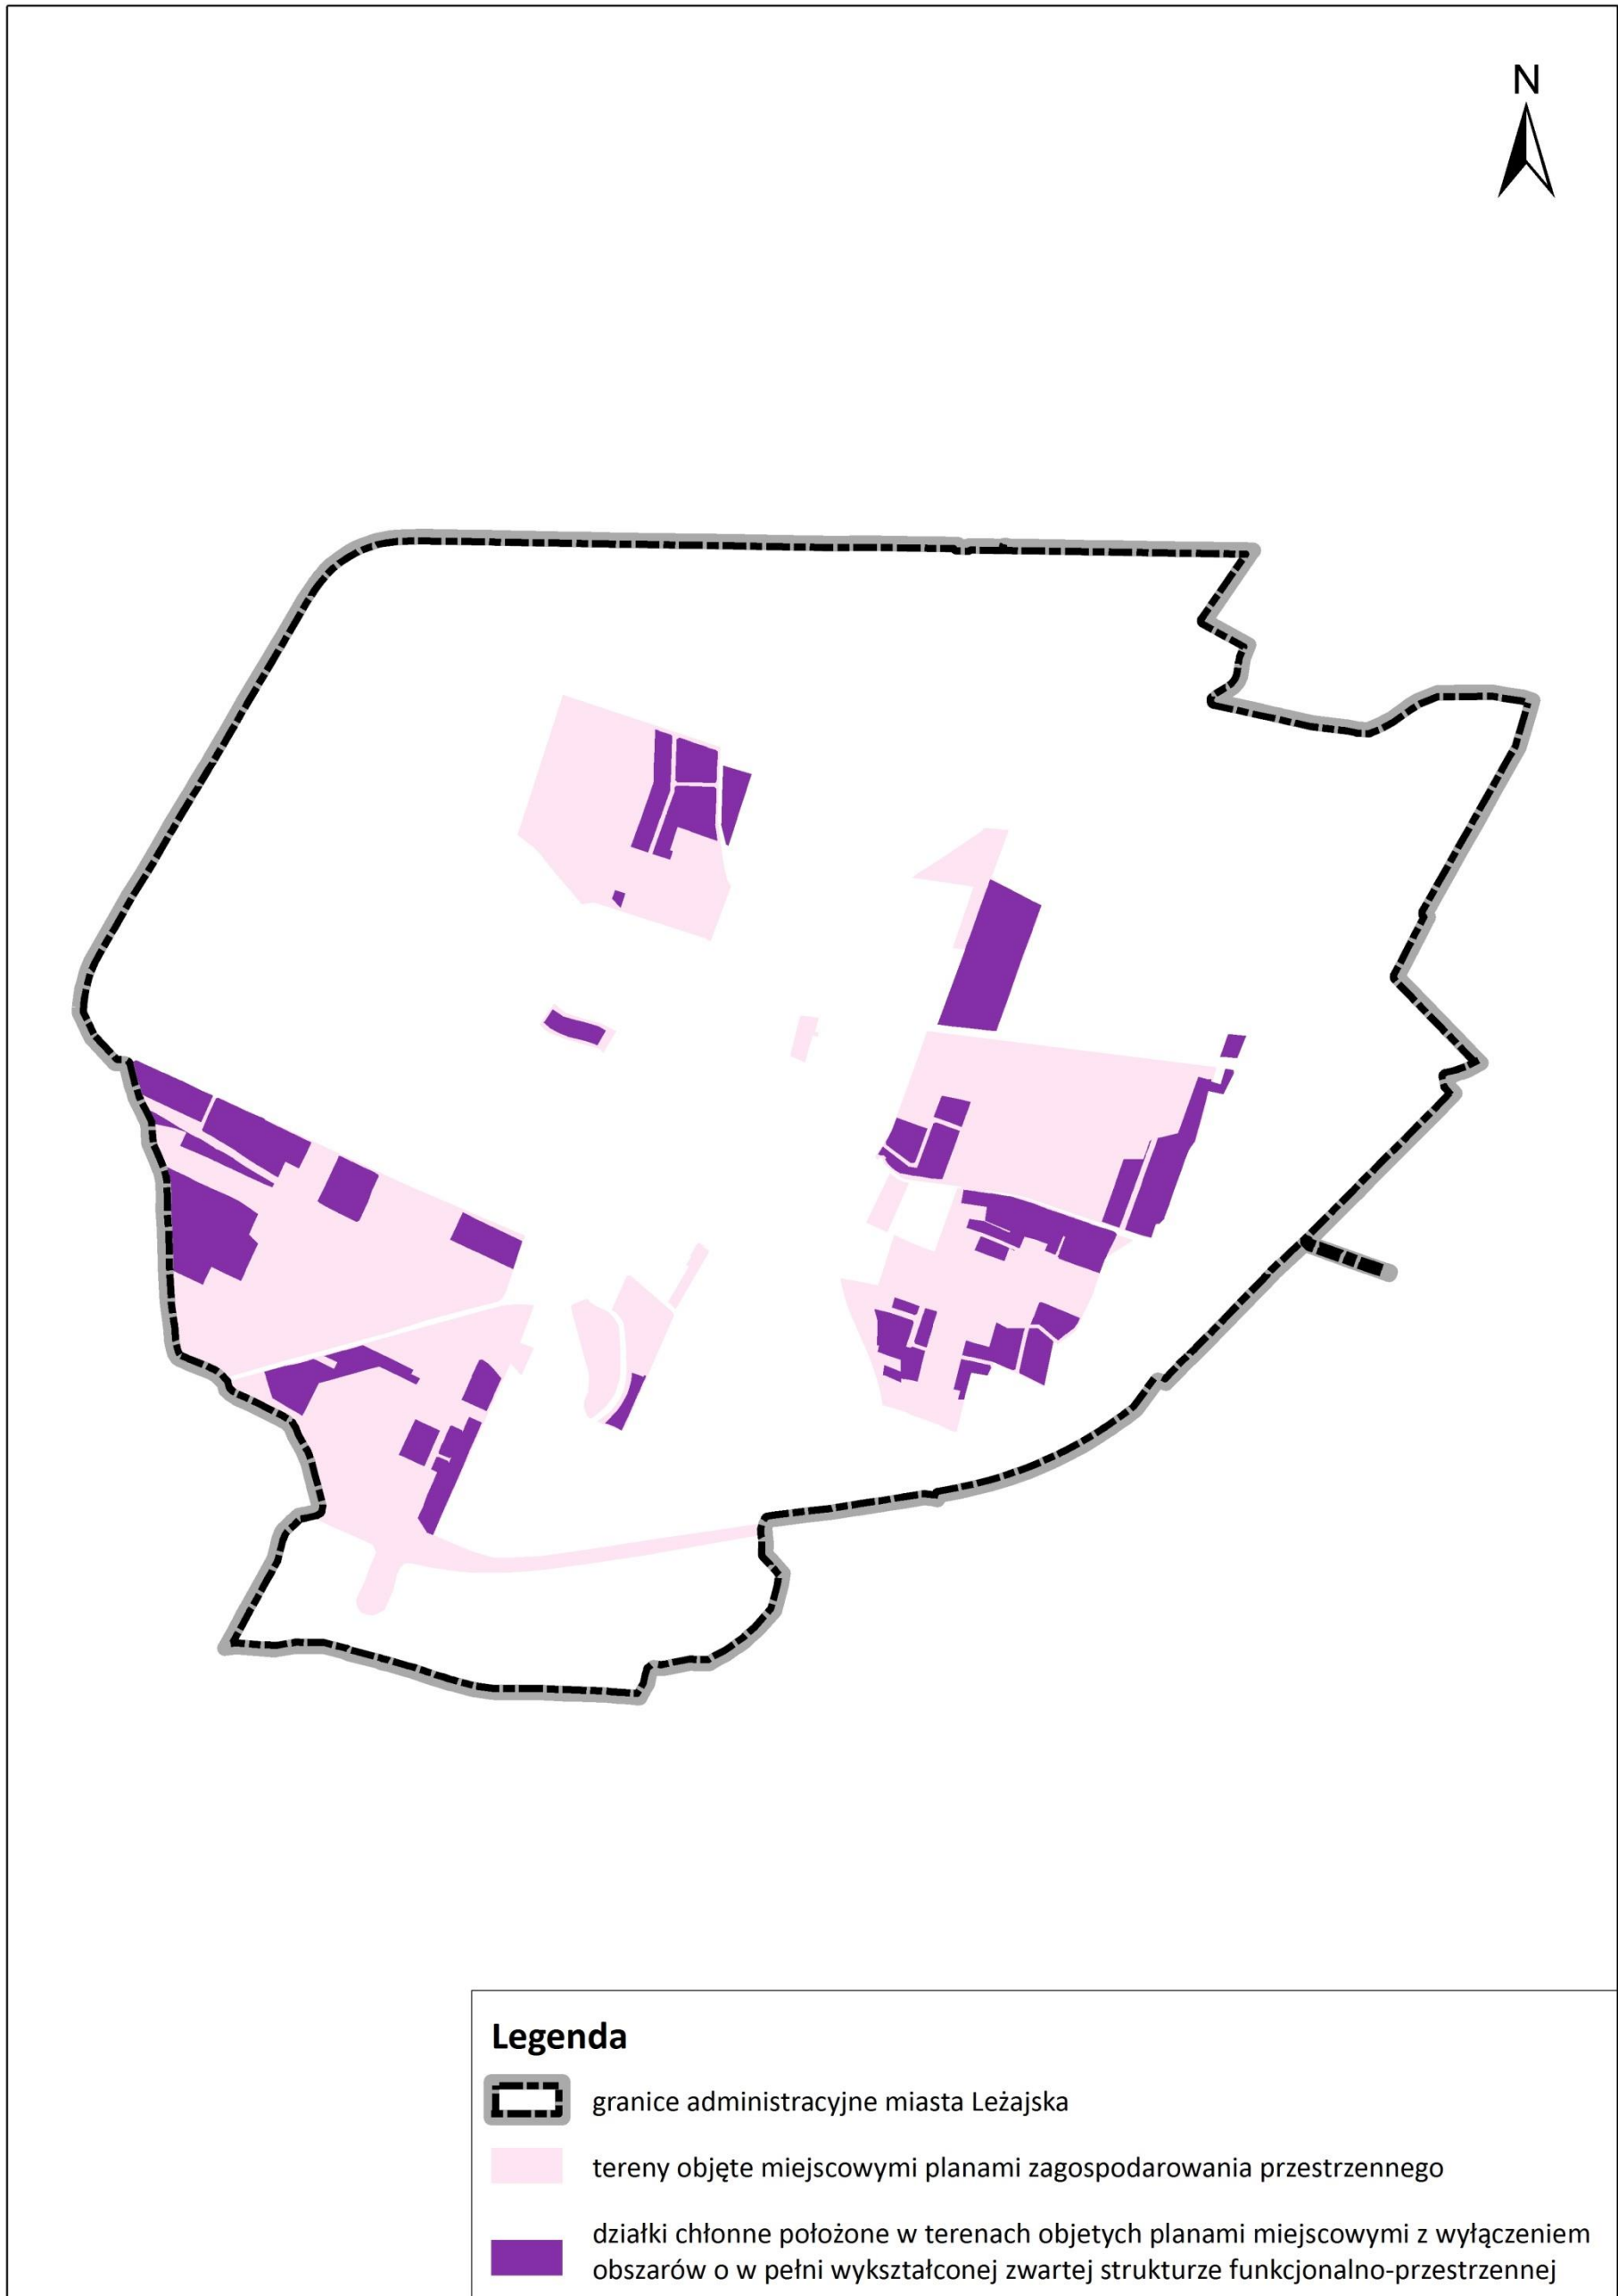 N
Legenda
granice administracyjne miasta Leżajska
tereny objęte miejscowymi planami zagospodarowania przestrzennego
działki chłonne położone w terenach objetych planami miejscowymi z wyłączeniem
obszarów o w pełni wykształconej zwartej strukturze funkcjonalno-przestrzennej